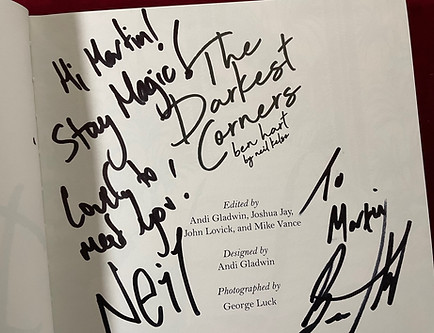 Hi Martin!
Stay Magic!
Lovely to
meet you!
Neil
The
Darkest
Corners
ben hart
by neil kelso
Edited by
Andi Gladwin, Joshua Jay,
John Lovick, and Mike Vance
Designed by
Andi Gladwin
Photographed by
George Luck
To
Martin